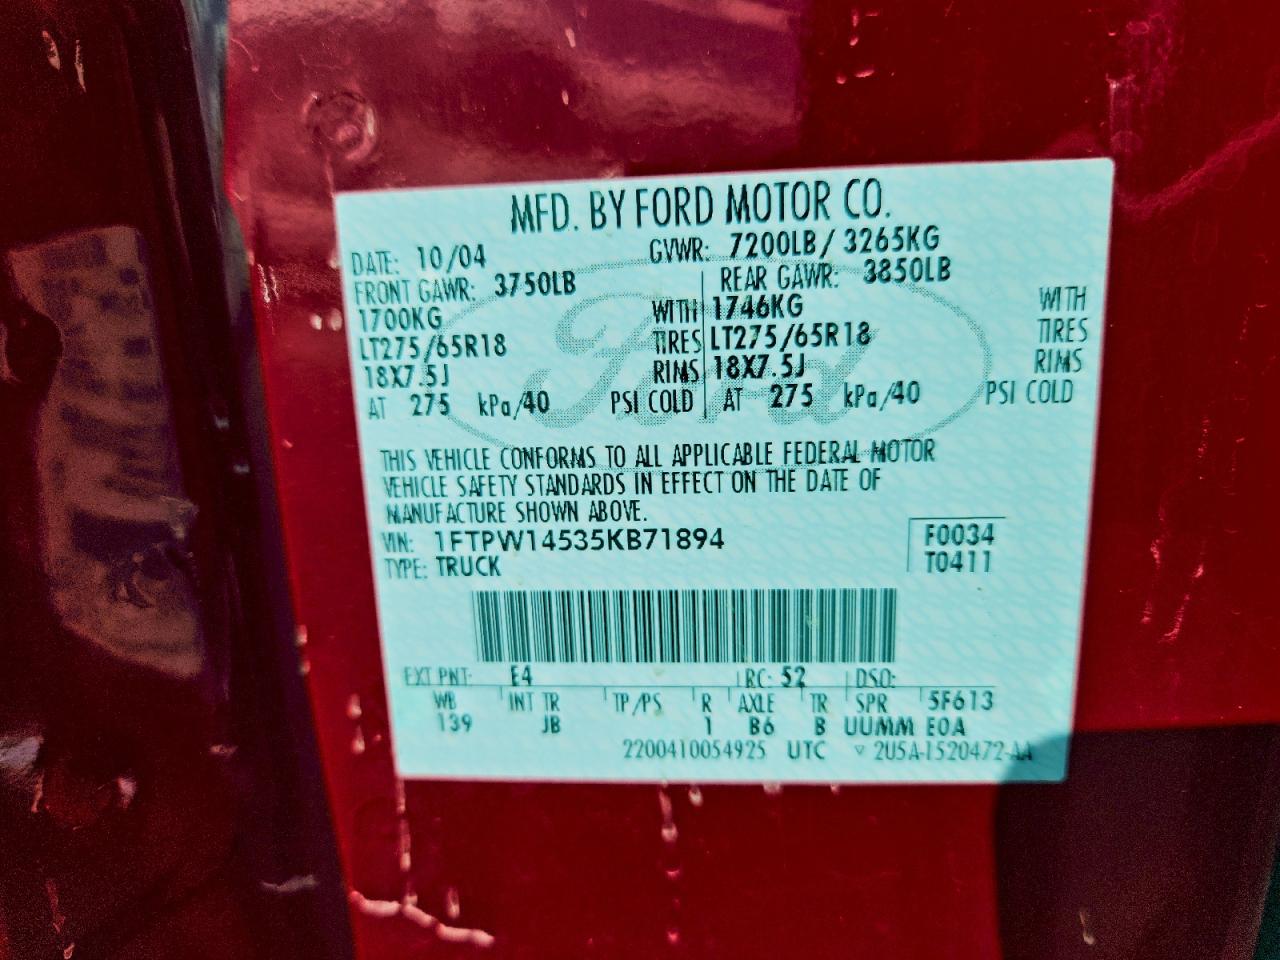 MFD. BY FORD MOTOR CO.
DATE: 10/04 GVWR: 7200LB / 3265KG
FRONT GAWR: 3750LB REAR GAWR: 3850LB
1700KG WITH 1746KG WITH
LT275/65R18 TIRES LT275/65R18 TIRES
18X7.5J RIMS 18X7.5J RIMS
AT 275 kPa/40 PSI COLD AT 275 kPa/40 PSI COLD
Ford
THIS VEHICLE CONFORMS TO ALL APPLICABLE FEDERAL MOTOR
VEHICLE SAFETY STANDARDS IN EFFECT ON THE DATE OF
MANUFACTURE SHOWN ABOVE.
VIN: 1FTPW14535KB71894 F0034
TYPE: TRUCK T0411
EXT PNT: E4 RC: 52 DSO:
WB INT TR TP/PS R AXLE TR SPR 5F613
139 JB 1 B6 B UUMM E0A
2200410054925 UTC ▽ 2U5A-1520472-AA